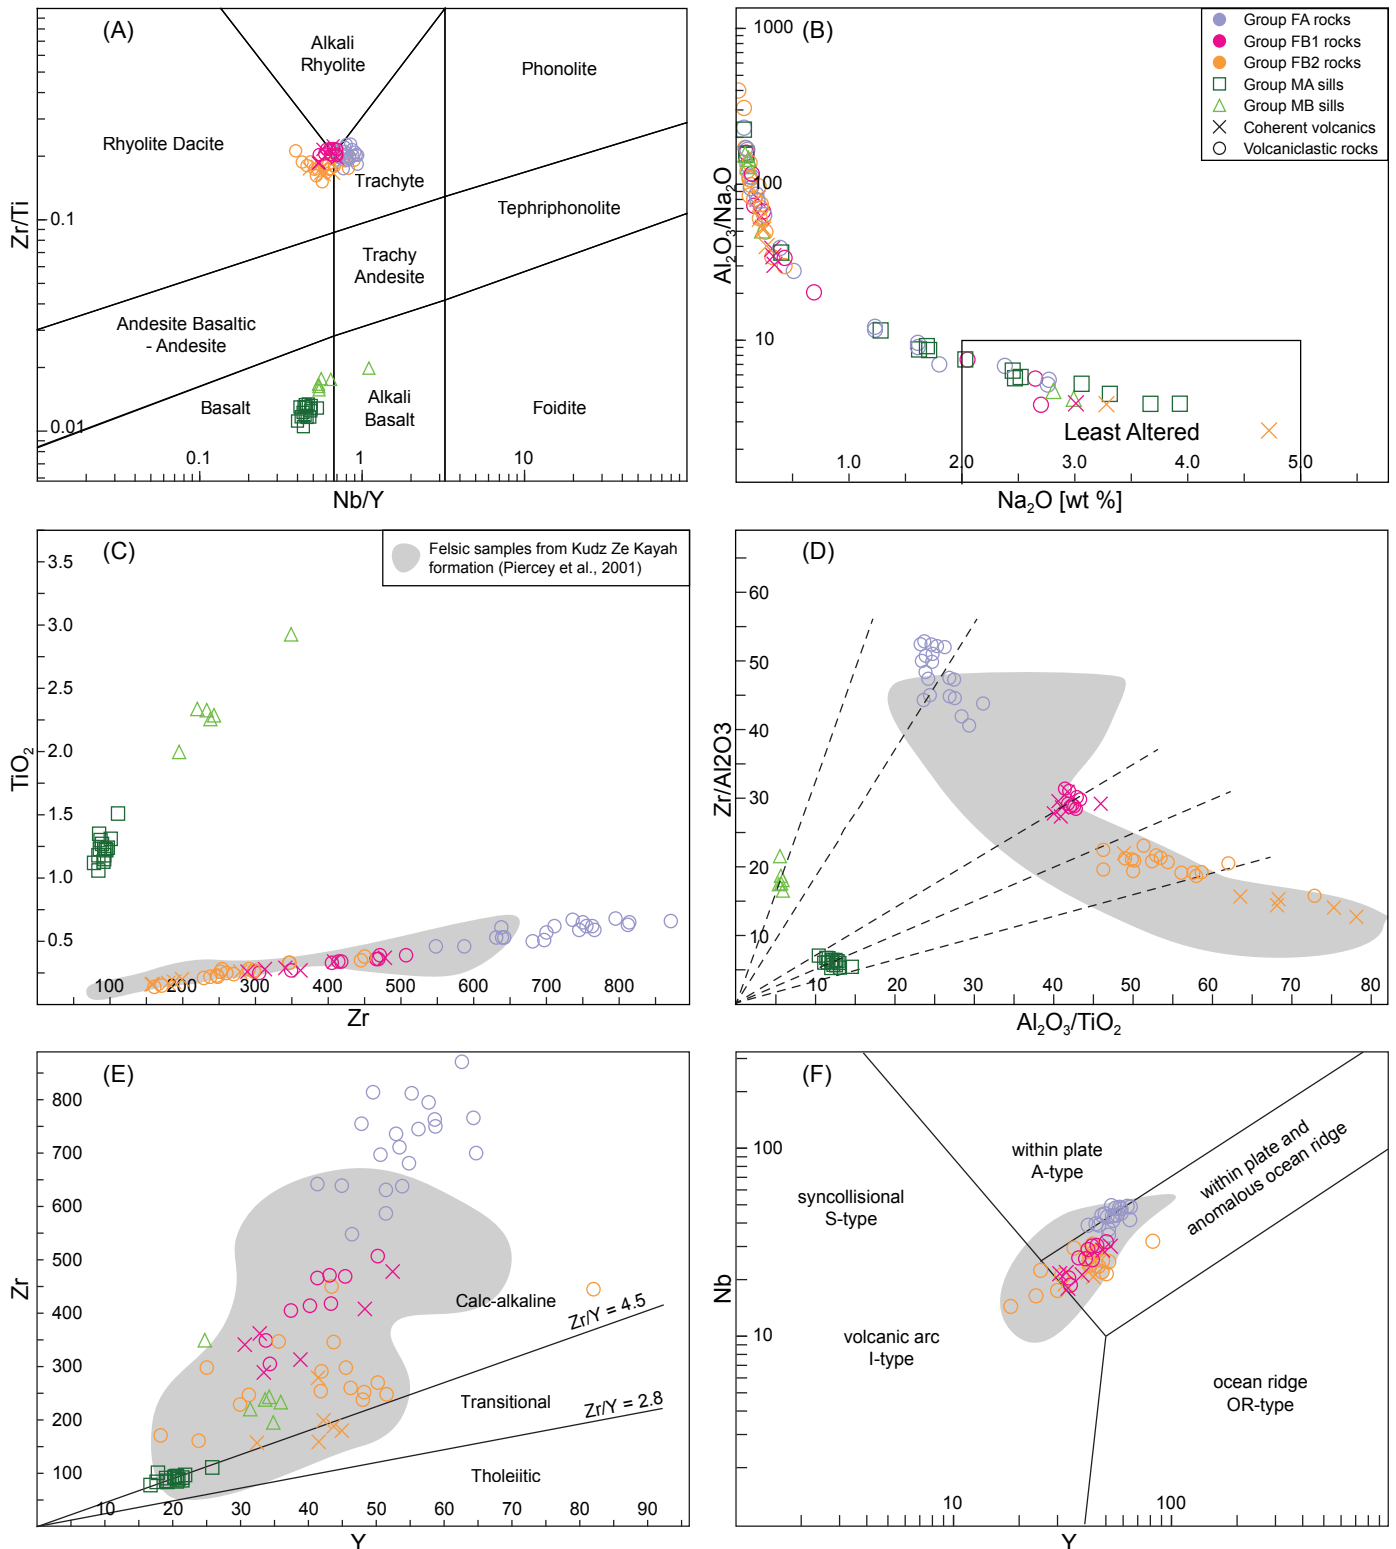 (A)
Alkali
Rhyolite
Phonolite
Rhyolite Dacite
Trachyte
Tephriphonolite
Trachy
Andesite
Andesite Basaltic
- Andesite
Basalt
Alkali
Basalt
Foidite
Zr/Ti
0.1
0.01
0.1
1
10
Nb/Y
(B)
Group FA rocks
Group FB1 rocks
Group FB2 rocks
Group MA sills
Group MB sills
Coherent volcanics
Volcaniclastic rocks
Al₂O₃/Na₂O
1000
100
10
Least Altered
1.0
2.0
3.0
4.0
5.0
Na₂O [wt %]
(C)
Felsic samples from Kudz Ze Kayah
formation (Piercey et al., 2001)
TiO₂
3.5
3.0
2.5
2.0
1.5
1.0
0.5
100
200
300
400
500
600
700
800
Zr
(D)
Zr/Al2O3
60
50
40
30
20
10
10
20
30
40
50
60
70
80
Al₂O₃/TiO₂
(E)
Zr
800
700
600
500
400
300
200
100
Calc-alkaline
Zr/Y = 4.5
Transitional
Zr/Y = 2.8
Tholeiitic
10
20
30
40
50
60
70
80
90
Y
(F)
Nb
100
10
within plate
A-type
within plate and
anomalous ocean ridge
syncollisional
S-type
volcanic arc
I-type
ocean ridge
OR-type
10
100
Y